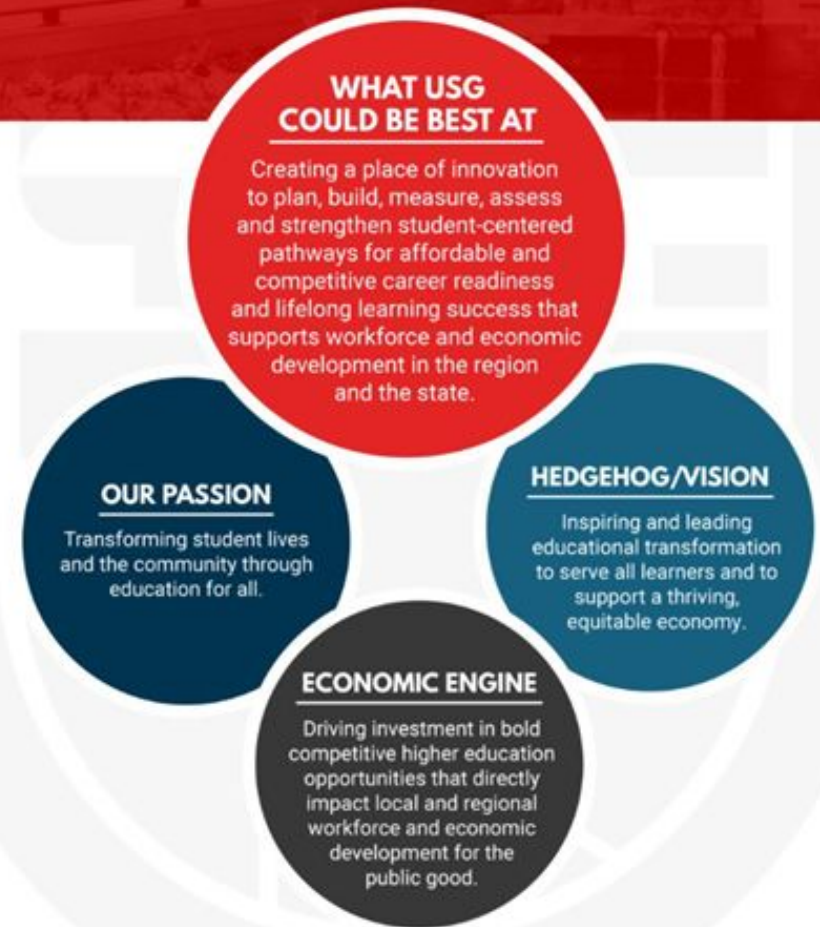 WHAT USG
COULD BE BEST AT
Creating a place of innovation
to plan, build, measure, assess
and strengthen student-centered
pathways for affordable and
competitive career readiness
and lifelong learning success that
supports workforce and economic
development in the region
and the state.
OUR PASSION
Transforming student lives
and the community through
education for all.
HEDGEHOG/VISION
Inspiring and leading
educational transformation
to serve all learners and to
support a thriving,
equitable economy.
ECONOMIC ENGINE
Driving investment in bold
competitive higher education
opportunities that directly
impact local and regional
workforce and economic
development for the
public good.